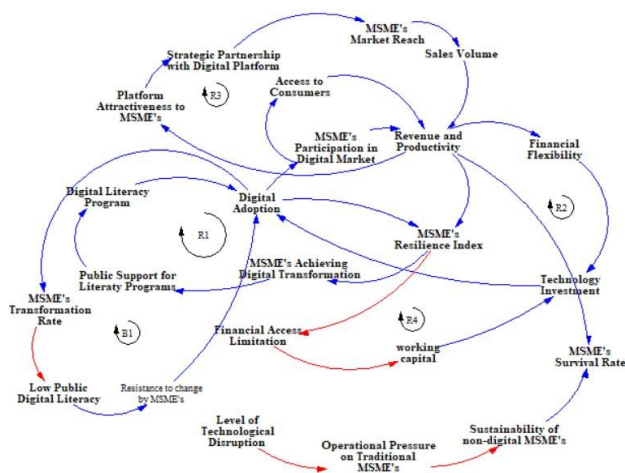 MSME's
Market Reach
Strategic Partnership
with Digital Platform
Sales Volume
R3
Access to
Consumers
Platform
Attractiveness to
MSME's
MSME's
Participation in
Digital Market
Revenue and
Productivity
Financial
Flexibility
Digital Literacy
Program
Digital
Adoption
R2
R1
MSME's
Resilience Index
Public Support for
Literaty Programs
MSME's Achieving
Digital Transformation
Technology
Investment
MSME's
Transformation
Rate
B1
Financial Access
Limitation
R4
working
capital
MSME's
Survival Rate
Low Public
Digital Literacy
Resistance to change
by MSME's
Level of
Technological
Disruption
Operational Pressure
on Traditional
MSME's
Sustainability of
non-digital MSME's